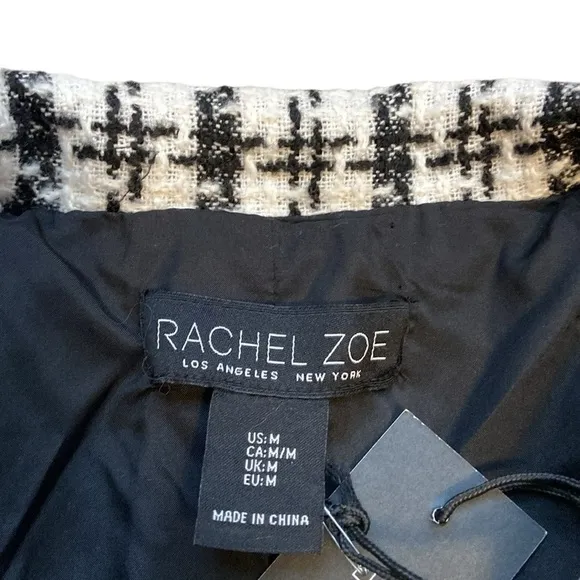 RACHEL ZOE
LOS ANGELES NEW YORK
US:M
CA:M/M
UK:M
EU:M
MADE IN CHINA